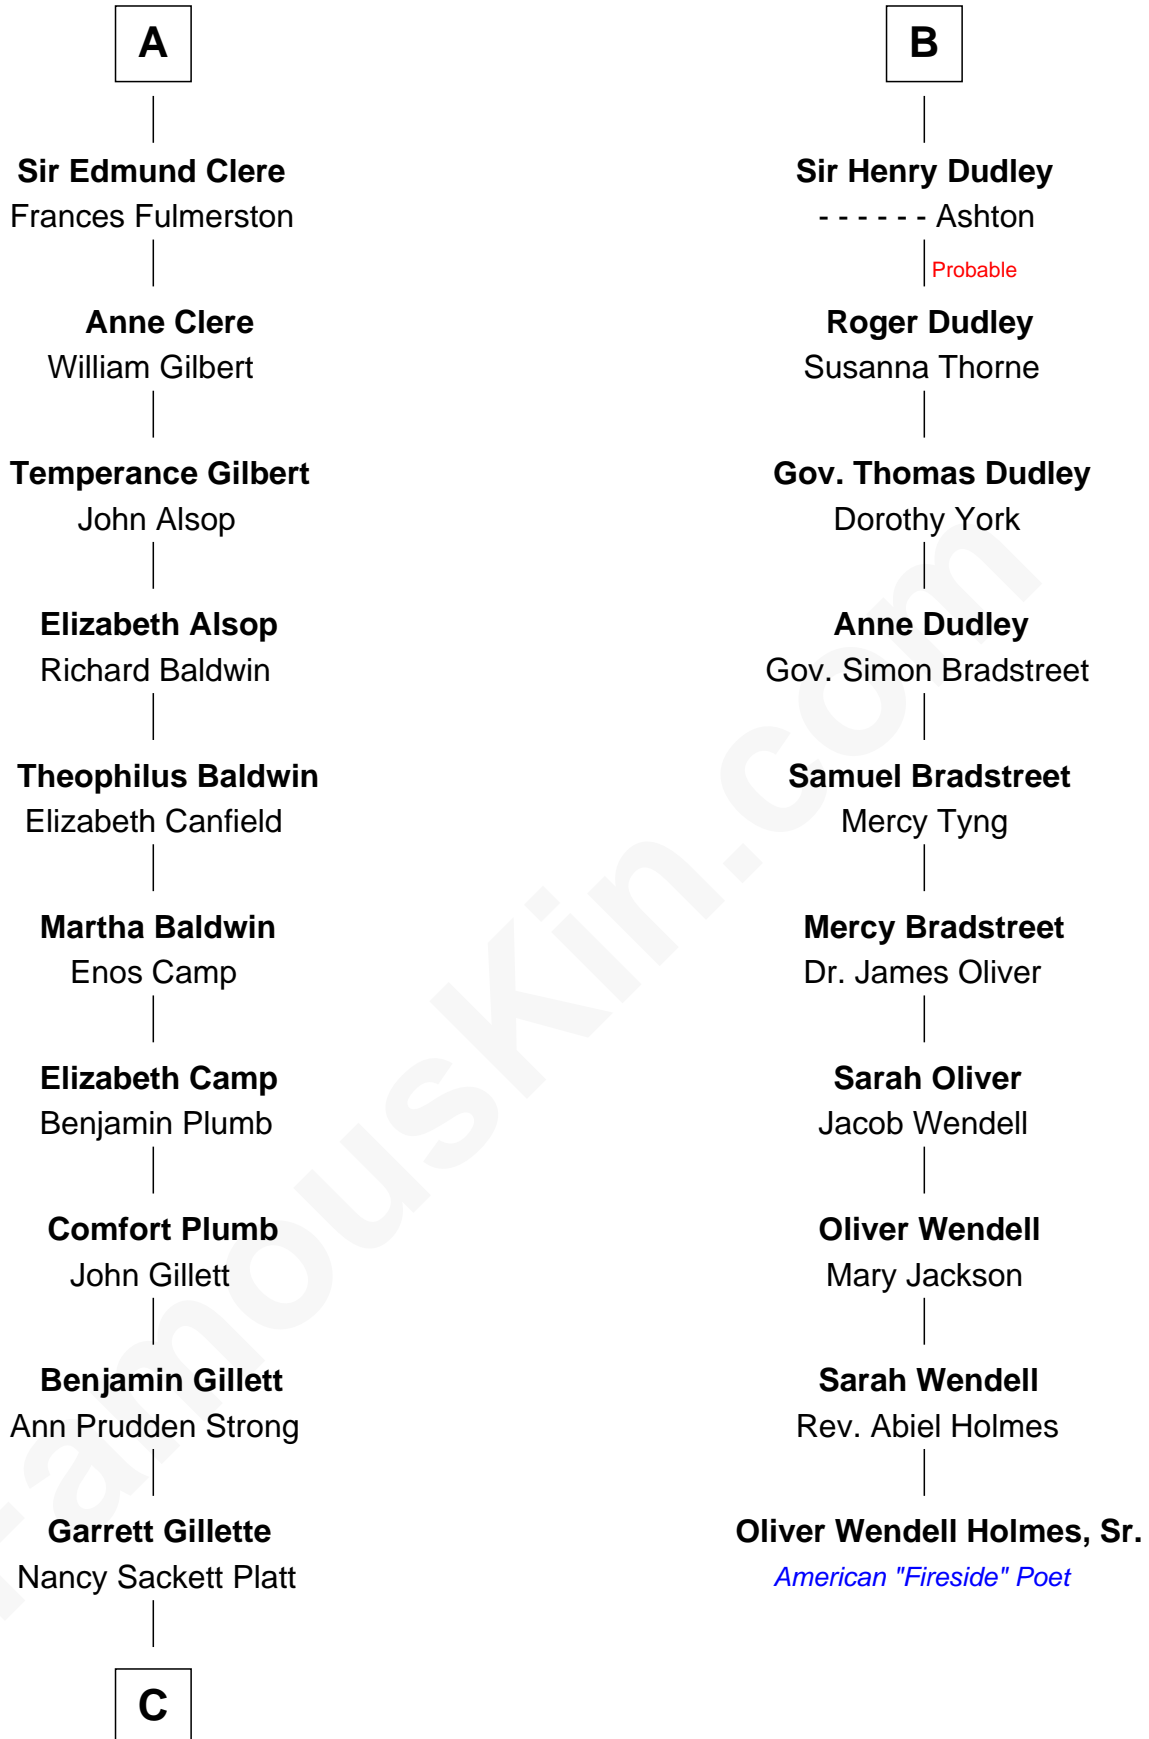 A
Sir Edmund Clere
Frances Fulmerston
Anne Clere
William Gilbert
Temperance Gilbert
John Alsop
Elizabeth Alsop
Richard Baldwin
Theophilus Baldwin
Elizabeth Canfield
Martha Baldwin
Enos Camp
Elizabeth Camp
Benjamin Plumb
Comfort Plumb
John Gillett
Benjamin Gillett
Ann Prudden Strong
Garrett Gillette
Nancy Sackett Platt
C
B
Sir Henry Dudley
- - - - - - Ashton
Probable
Roger Dudley
Susanna Thorne
Gov. Thomas Dudley
Dorothy York
Anne Dudley
Gov. Simon Bradstreet
Samuel Bradstreet
Mercy Tyng
Mercy Bradstreet
Dr. James Oliver
Sarah Oliver
Jacob Wendell
Oliver Wendell
Mary Jackson
Sarah Wendell
Rev. Abiel Holmes
Oliver Wendell Holmes, Sr.
American "Fireside" Poet
FamousKin.com